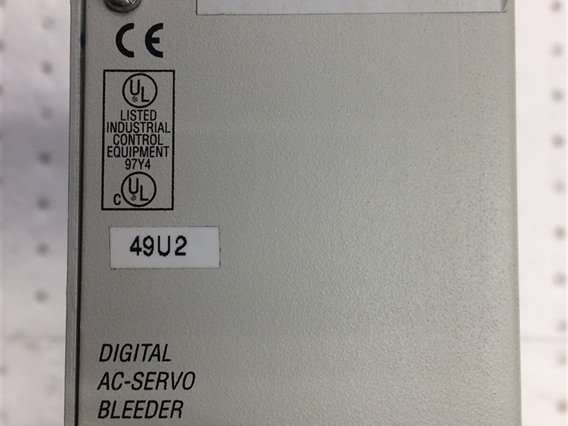 CE
UL
LISTED
INDUSTRIAL
CONTROL
EQUIPMENT
97Y4
c UL
49U2
DIGITAL
AC-SERVO
BLEEDER